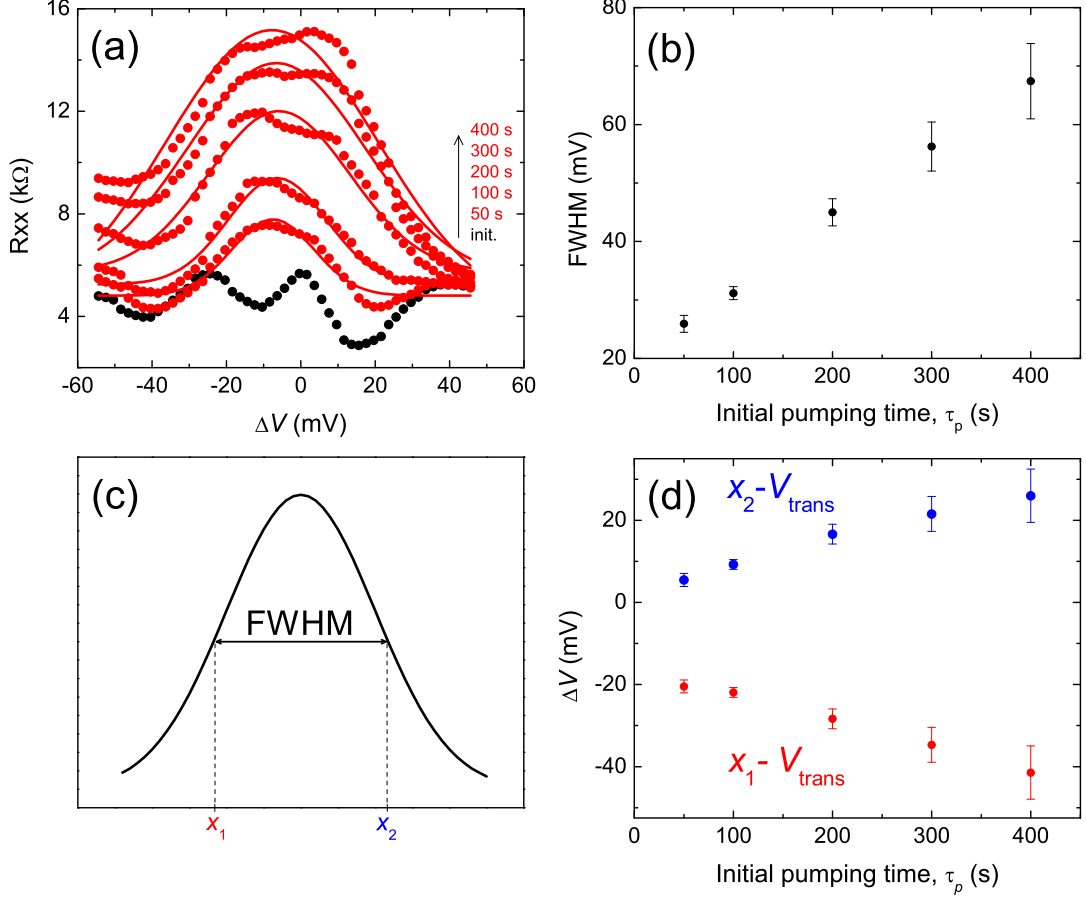 (a)
16
12
8
4
Rxx (kΩ)
400 s
300 s
200 s
100 s
50 s
init.
-60 -40 -20 0 20 40 60
ΔV (mV)
(b)
80
60
40
20
FWHM (mV)
0 100 200 300 400
Initial pumping time, τp (s)
(c)
FWHM
x1 x2
(d)
x2-Vtrans
20
0
-20
-40
ΔV (mV)
x1- Vtrans
0 100 200 300 400
Initial pumping time, τp (s)